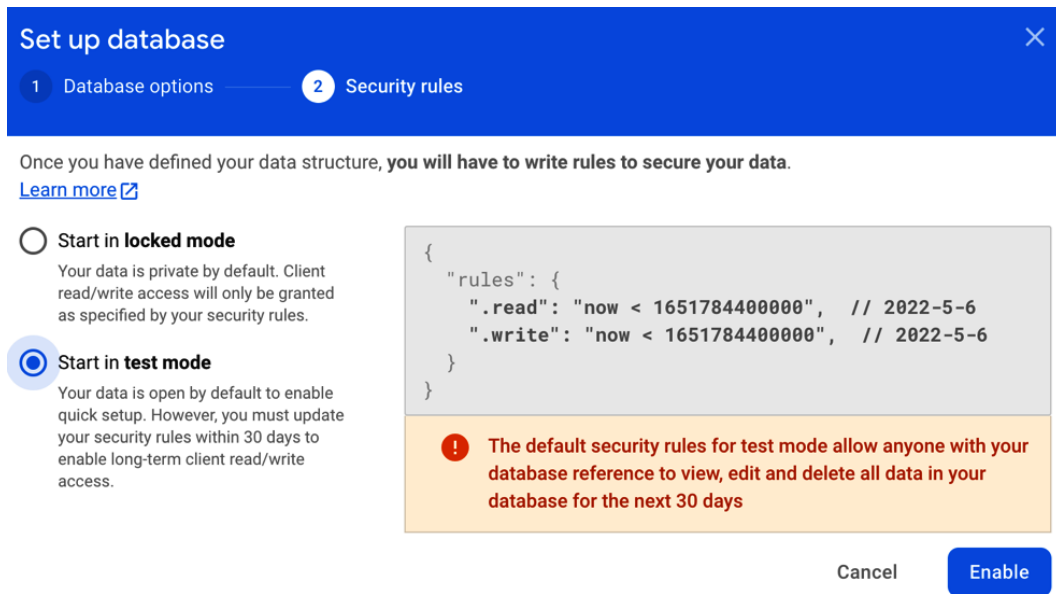 Set up database
1 Database options 2 Security rules
Once you have defined your data structure, you will have to write rules to secure your data.
Learn more
Start in locked mode
Your data is private by default. Client
read/write access will only be granted
as specified by your security rules.
Start in test mode
Your data is open by default to enable
quick setup. However, you must update
your security rules within 30 days to
enable long-term client read/write
access.
{
"rules": {
".read": "now < 1651784400000", // 2022-5-6
".write": "now < 1651784400000", // 2022-5-6
}
}
The default security rules for test mode allow anyone with your
database reference to view, edit and delete all data in your
database for the next 30 days
Cancel Enable